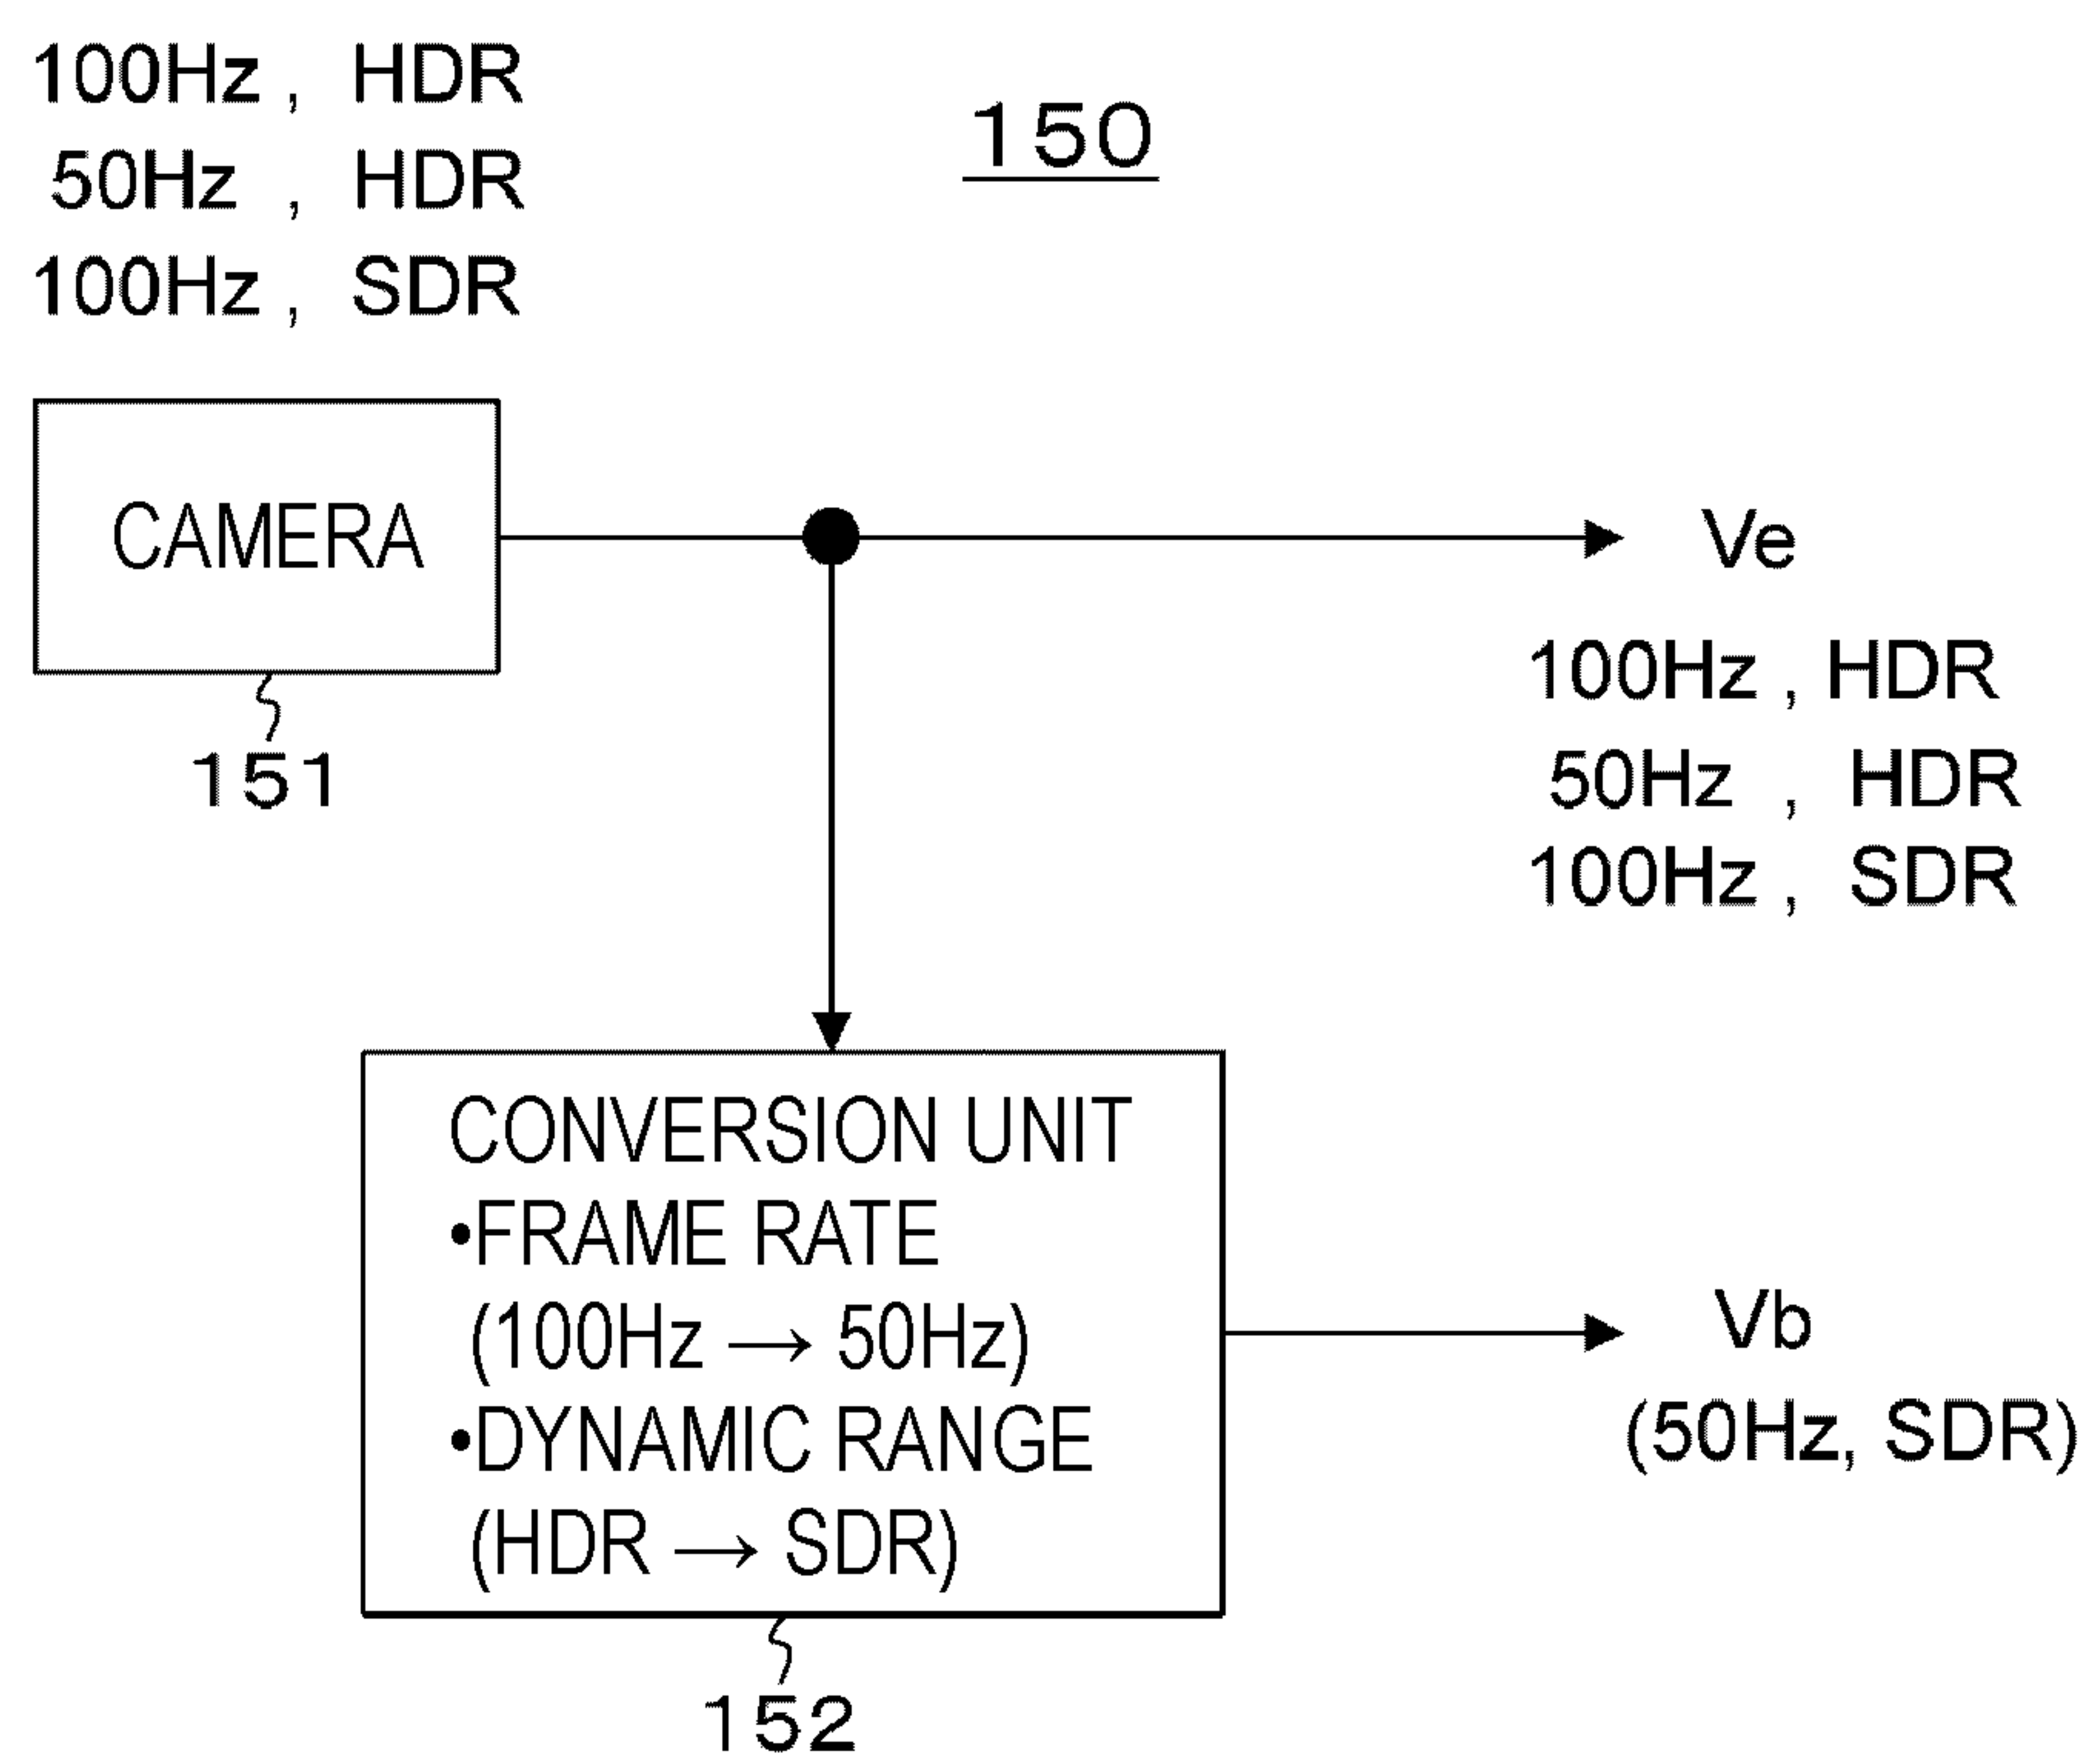 100Hz , HDR
50Hz , HDR
100Hz , SDR
150
CAMERA
151
Ve
100Hz , HDR
50Hz , HDR
100Hz , SDR
CONVERSION UNIT
•FRAME RATE
(100Hz → 50Hz)
•DYNAMIC RANGE
(HDR → SDR)
152
Vb
(50Hz, SDR)